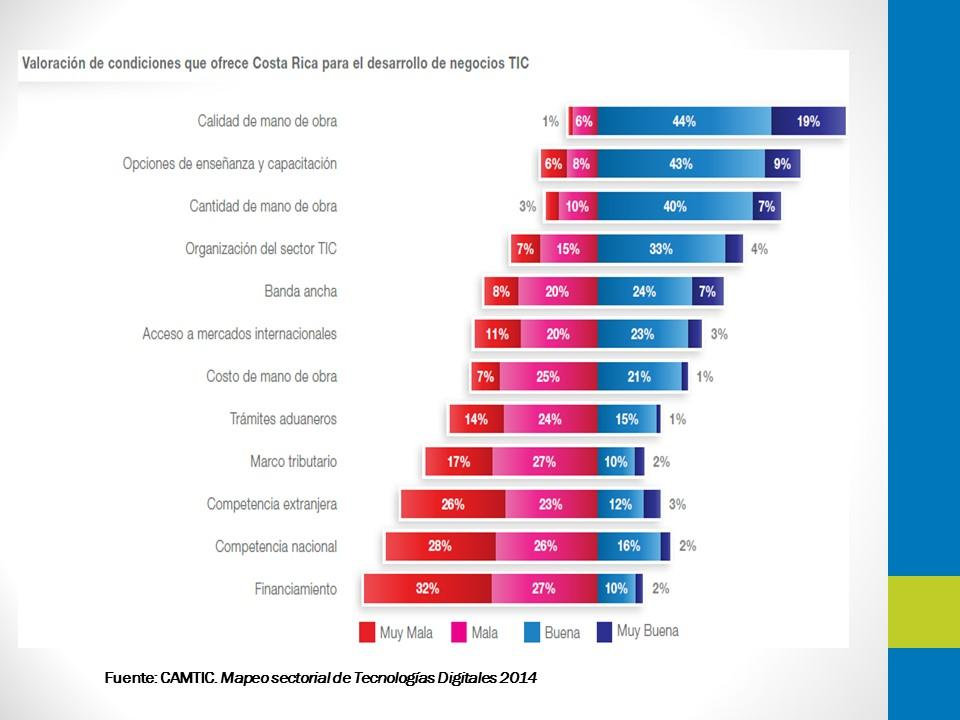 Valoración de condiciones que ofrece Costa Rica para el desarrollo de negocios TIC
Calidad de mano de obra 1% 6% 44% 19%
Opciones de enseñanza y capacitación 6% 8% 43% 9%
Cantidad de mano de obra 3% 10% 40% 7%
Organización del sector TIC 7% 15% 33% 4%
Banda ancha 8% 20% 24% 7%
Acceso a mercados internacionales 11% 20% 23% 3%
Costo de mano de obra 7% 25% 21% 1%
Trámites aduaneros 14% 24% 15% 1%
Marco tributario 17% 27% 10% 2%
Competencia extranjera 26% 23% 12% 3%
Competencia nacional 28% 26% 16% 2%
Financiamiento 32% 27% 10% 2%
Muy Mala Mala Buena Muy Buena
Fuente: CAMTIC. Mapeo sectorial de Tecnologías Digitales 2014